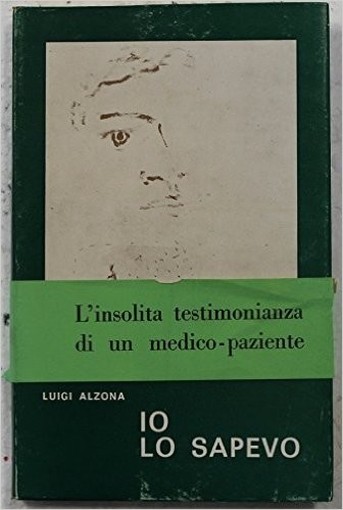 L'insolita testimonianza
di un medico-paziente
LUIGI ALZONA
IO
LO SAPEVO